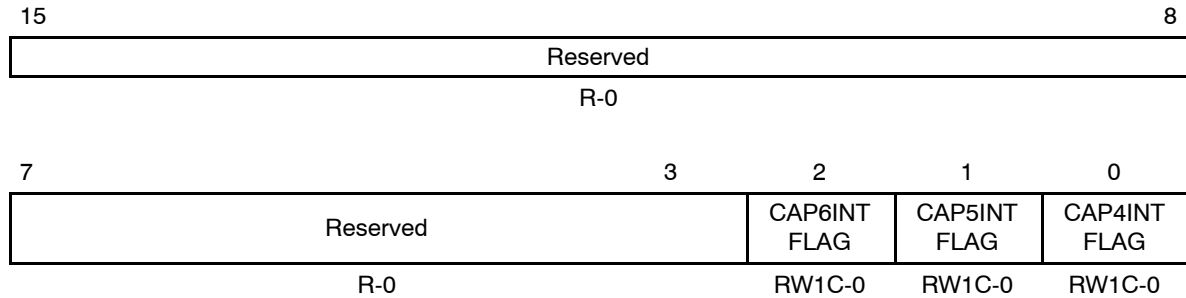 15 8
Reserved
R-0
7 3 2 1 0
Reserved CAP6INT FLAG CAP5INT FLAG CAP4INT FLAG
R-0 RW1C-0 RW1C-0 RW1C-0